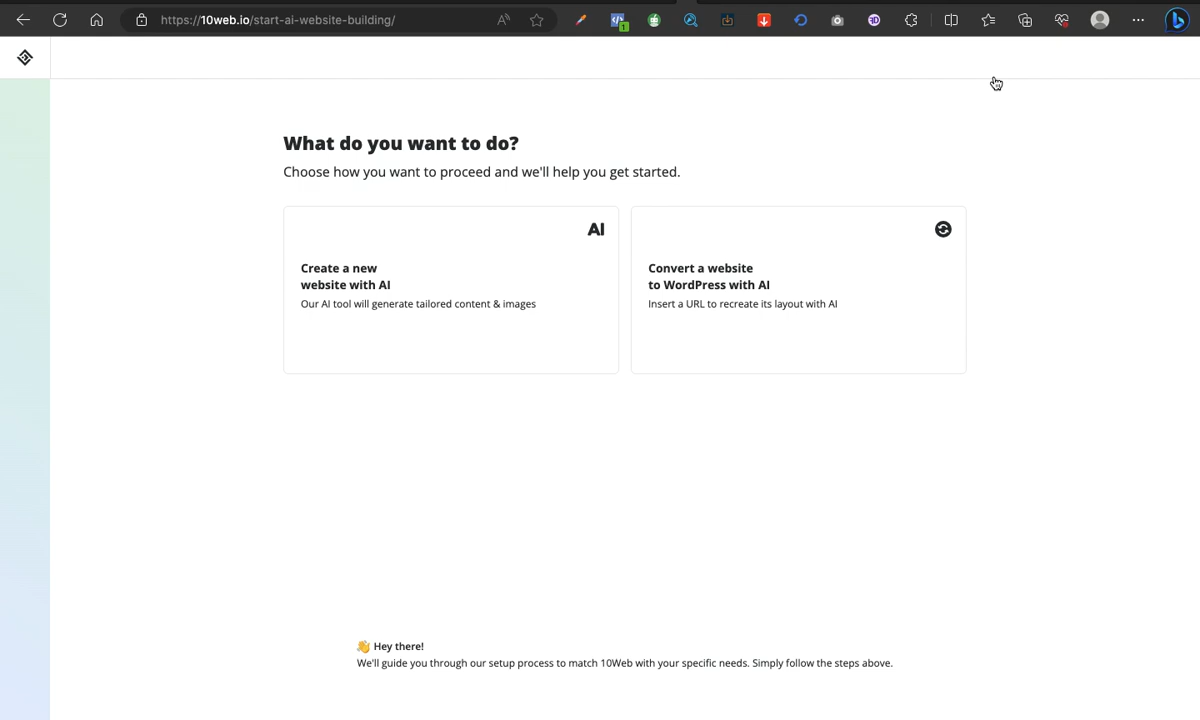 https://10web.io/start-ai-website-building/
1
What do you want to do?
Choose how you want to proceed and we'll help you get started.
AI
Create a new
website with AI
Our AI tool will generate tailored content & images
Convert a website
to WordPress with AI
Insert a URL to recreate its layout with AI
👋 Hey there!
We'll guide you through our setup process to match 10Web with your specific needs. Simply follow the steps above.